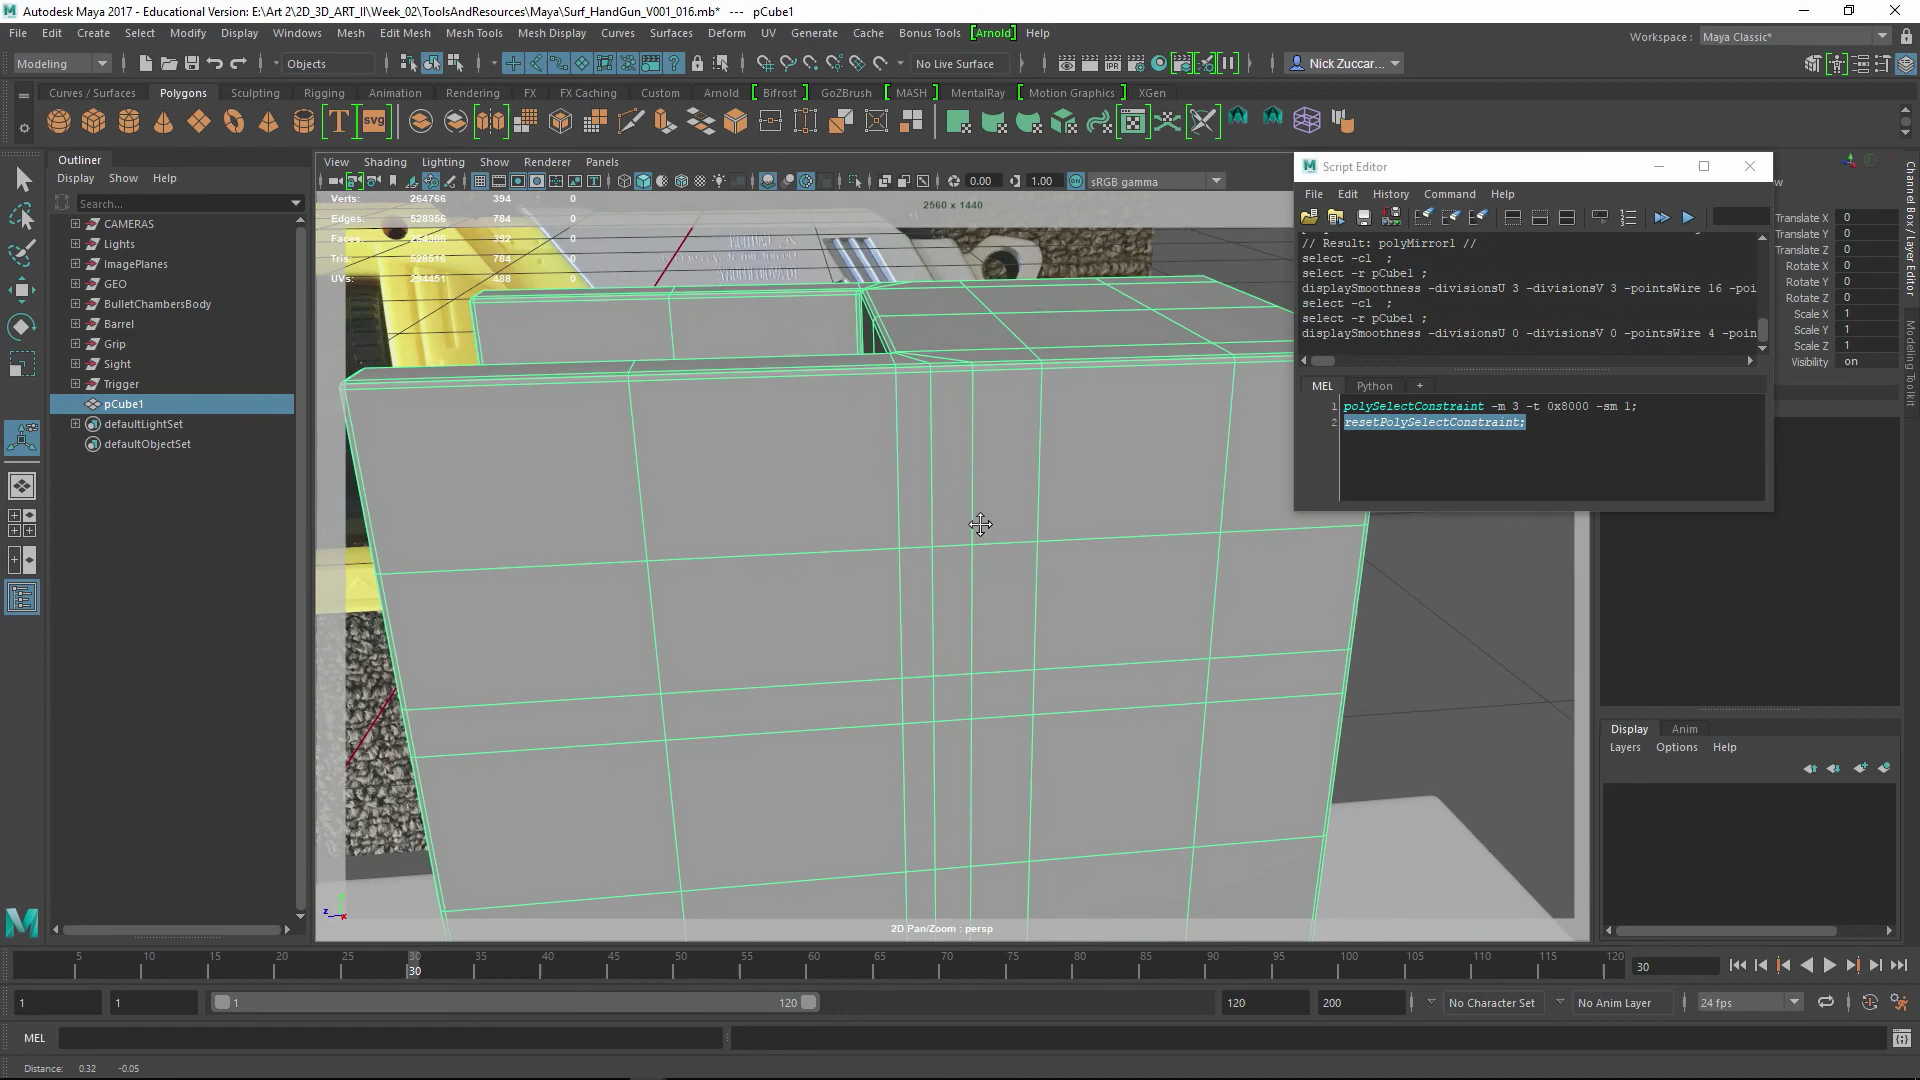 Autodesk Maya 2017 - Educational Version: E:\Art 2\2D_3D_ART_II\Week_02\ToolsAndResources\Maya\Surf_HandGun_V001_016.mb* --- pCube1
File Edit Create Select Modify Display Windows Mesh Edit Mesh Mesh Tools Mesh Display Curves Surfaces Deform UV Generate Cache Bonus Tools [Arnold] Help
Workspace : Maya Classic*
Modeling Objects No Live Surface Nick Zuccar...
Curves / Surfaces Polygons Sculpting Rigging Animation Rendering FX FX Caching Custom Arnold Bifrost GoZBrush MASH MentalRay Motion Graphics XGen
T svg
Outliner
Display Show Help
Search...
CAMERAS
Lights
ImagePlanes
GEO
BulletChambersBody
Barrel
Grip
Sight
Trigger
pCube1
defaultLightSet
defaultObjectSet
View Shading Lighting Show Renderer Panels
0.00 1.00 sRGB gamma
Verts: 264766 394 0
Edges: 528956 784 0
392 0
Tris: 528516 784 0
UVs: 294451 488 0
2560 x 1440
2D Pan/Zoom : persp
Script Editor
File Edit History Command Help
// Result: polyMirror1 //
select -cl ;
select -r pCube1 ;
displaySmoothness -divisionsU 3 -divisionsV 3 -pointsWire 16 -poi
select -cl ;
select -r pCube1 ;
displaySmoothness -divisionsU 0 -divisionsV 0 -pointsWire 4 -poin
MEL Python +
1 polySelectConstraint -m 3 -t 0x8000 -sm 1;
2 resetPolySelectConstraint;
Translate X 0
Translate Y 0
Translate Z 0
Rotate X 0
Rotate Y 0
Rotate Z 0
Scale X 1
Scale Y 1
Scale Z 1
Visibility on
Channel Box / Layer Editor
Modeling Toolkit
Display Anim
Layers Options Help
5 10 15 20 25 30 35 40 45 50 55 60 65 70 75 80 85 90 95 100 105 110 115 120
30
30
1 1 1 120 120 200 No Character Set No Anim Layer 24 fps
MEL
Distance: 0.32 -0.05